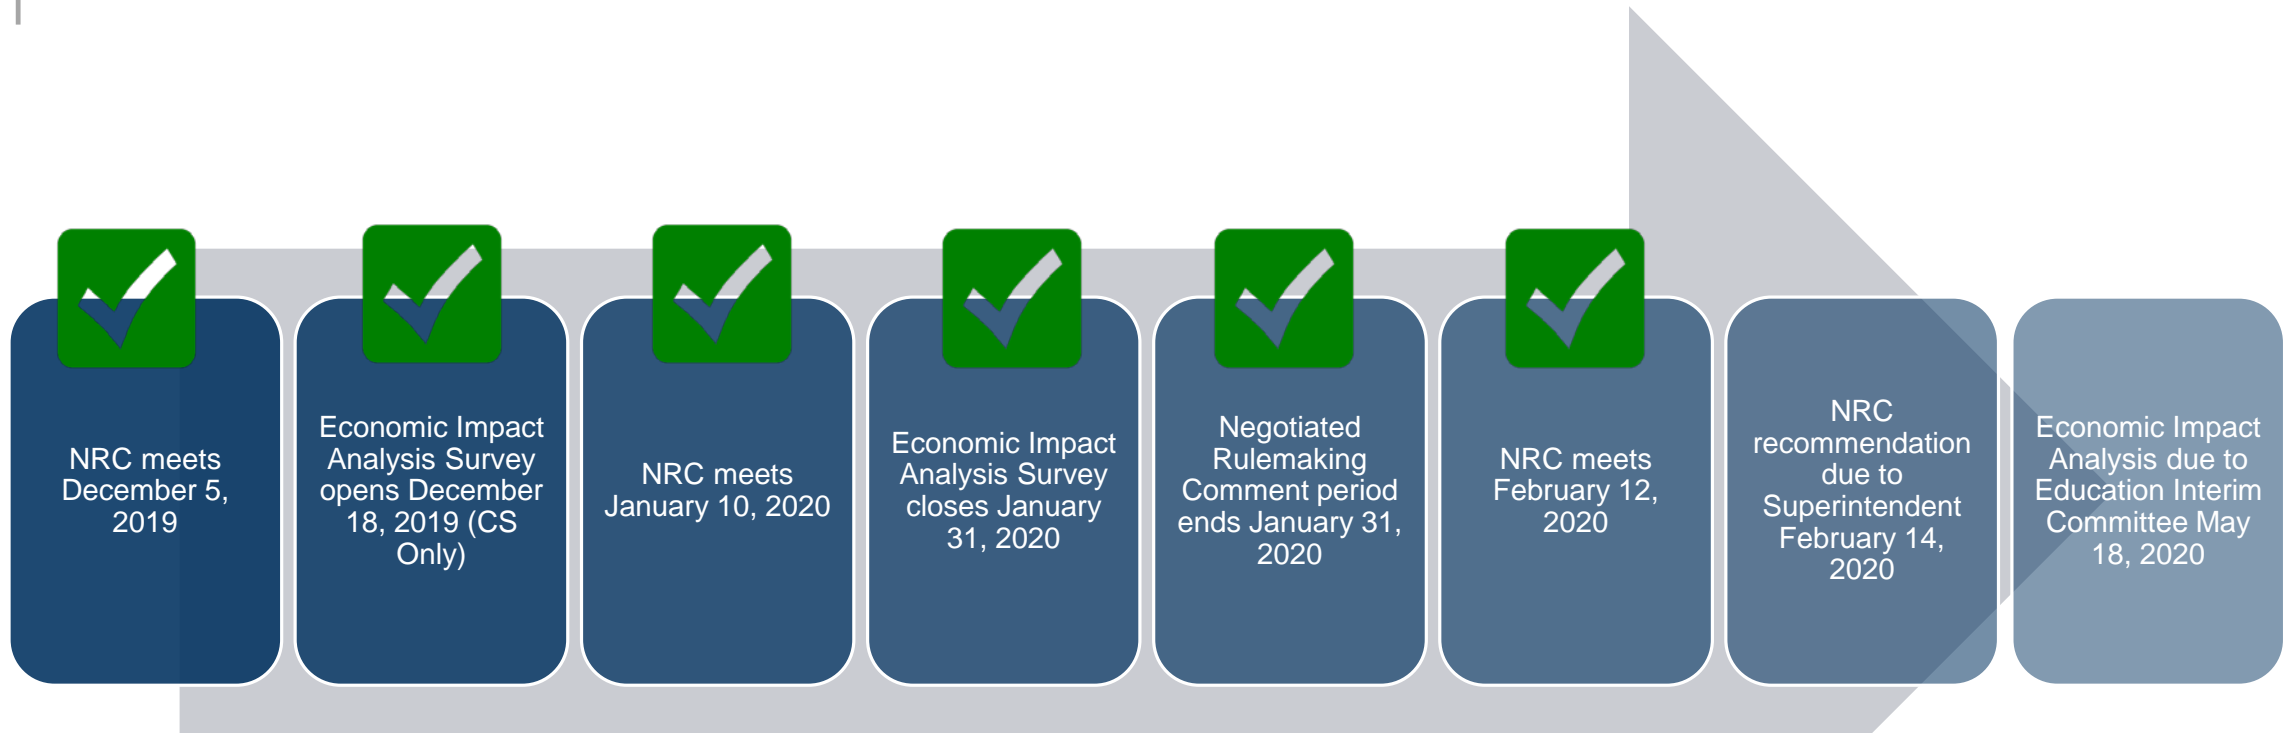 NRC meets
December 5,
2019
Economic Impact
Analysis Survey
opens December
18, 2019 (CS
Only)
NRC meets
January 10, 2020
Economic Impact
Analysis Survey
closes January
31, 2020
Negotiated
Rulemaking
Comment period
ends January 31,
2020
NRC meets
February 12,
2020
NRC
recommendation
due to
Superintendent
February 14,
2020
Economic Impact
Analysis due to
Education Interim
Committee May
18, 2020